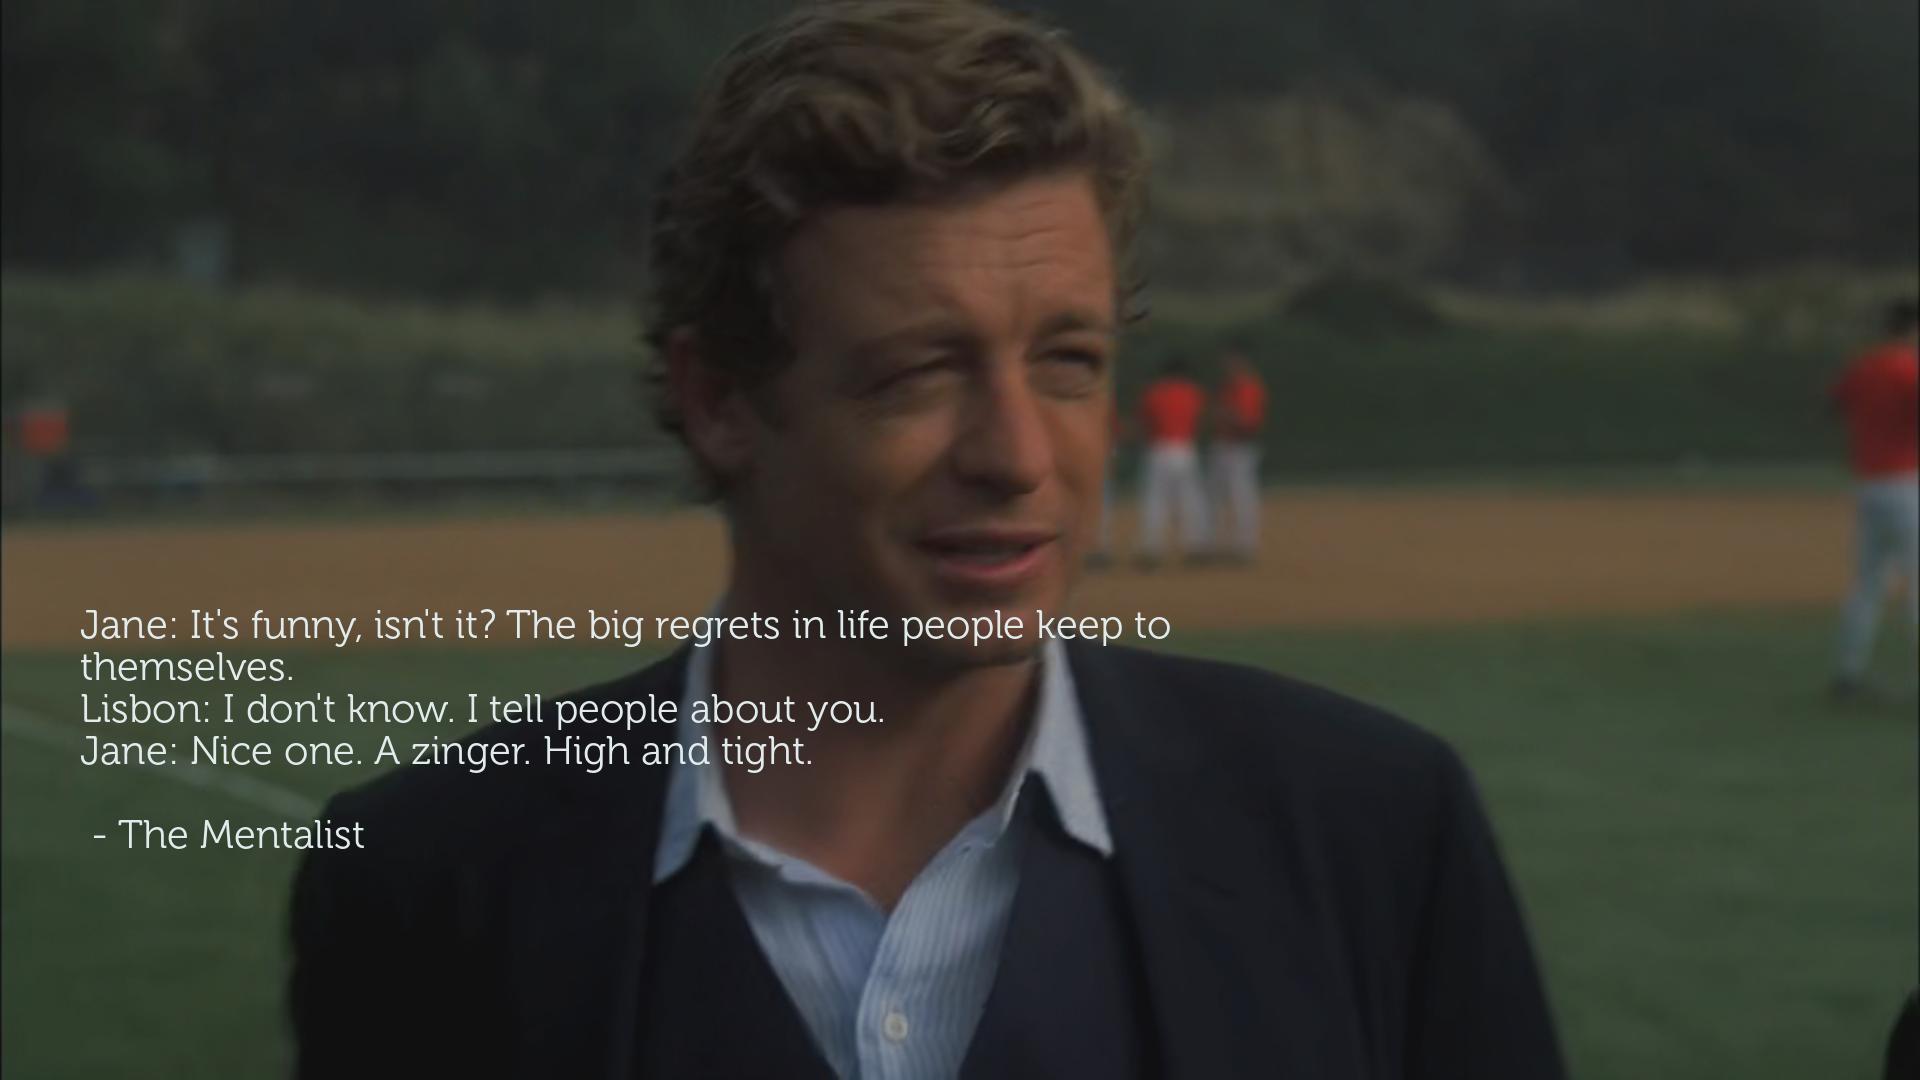 Jane: It's funny, isn't it? The big regrets in life people keep to
themselves.
Lisbon: I don't know. I tell people about you.
Jane: Nice one. A zinger. High and tight.
- The Mentalist